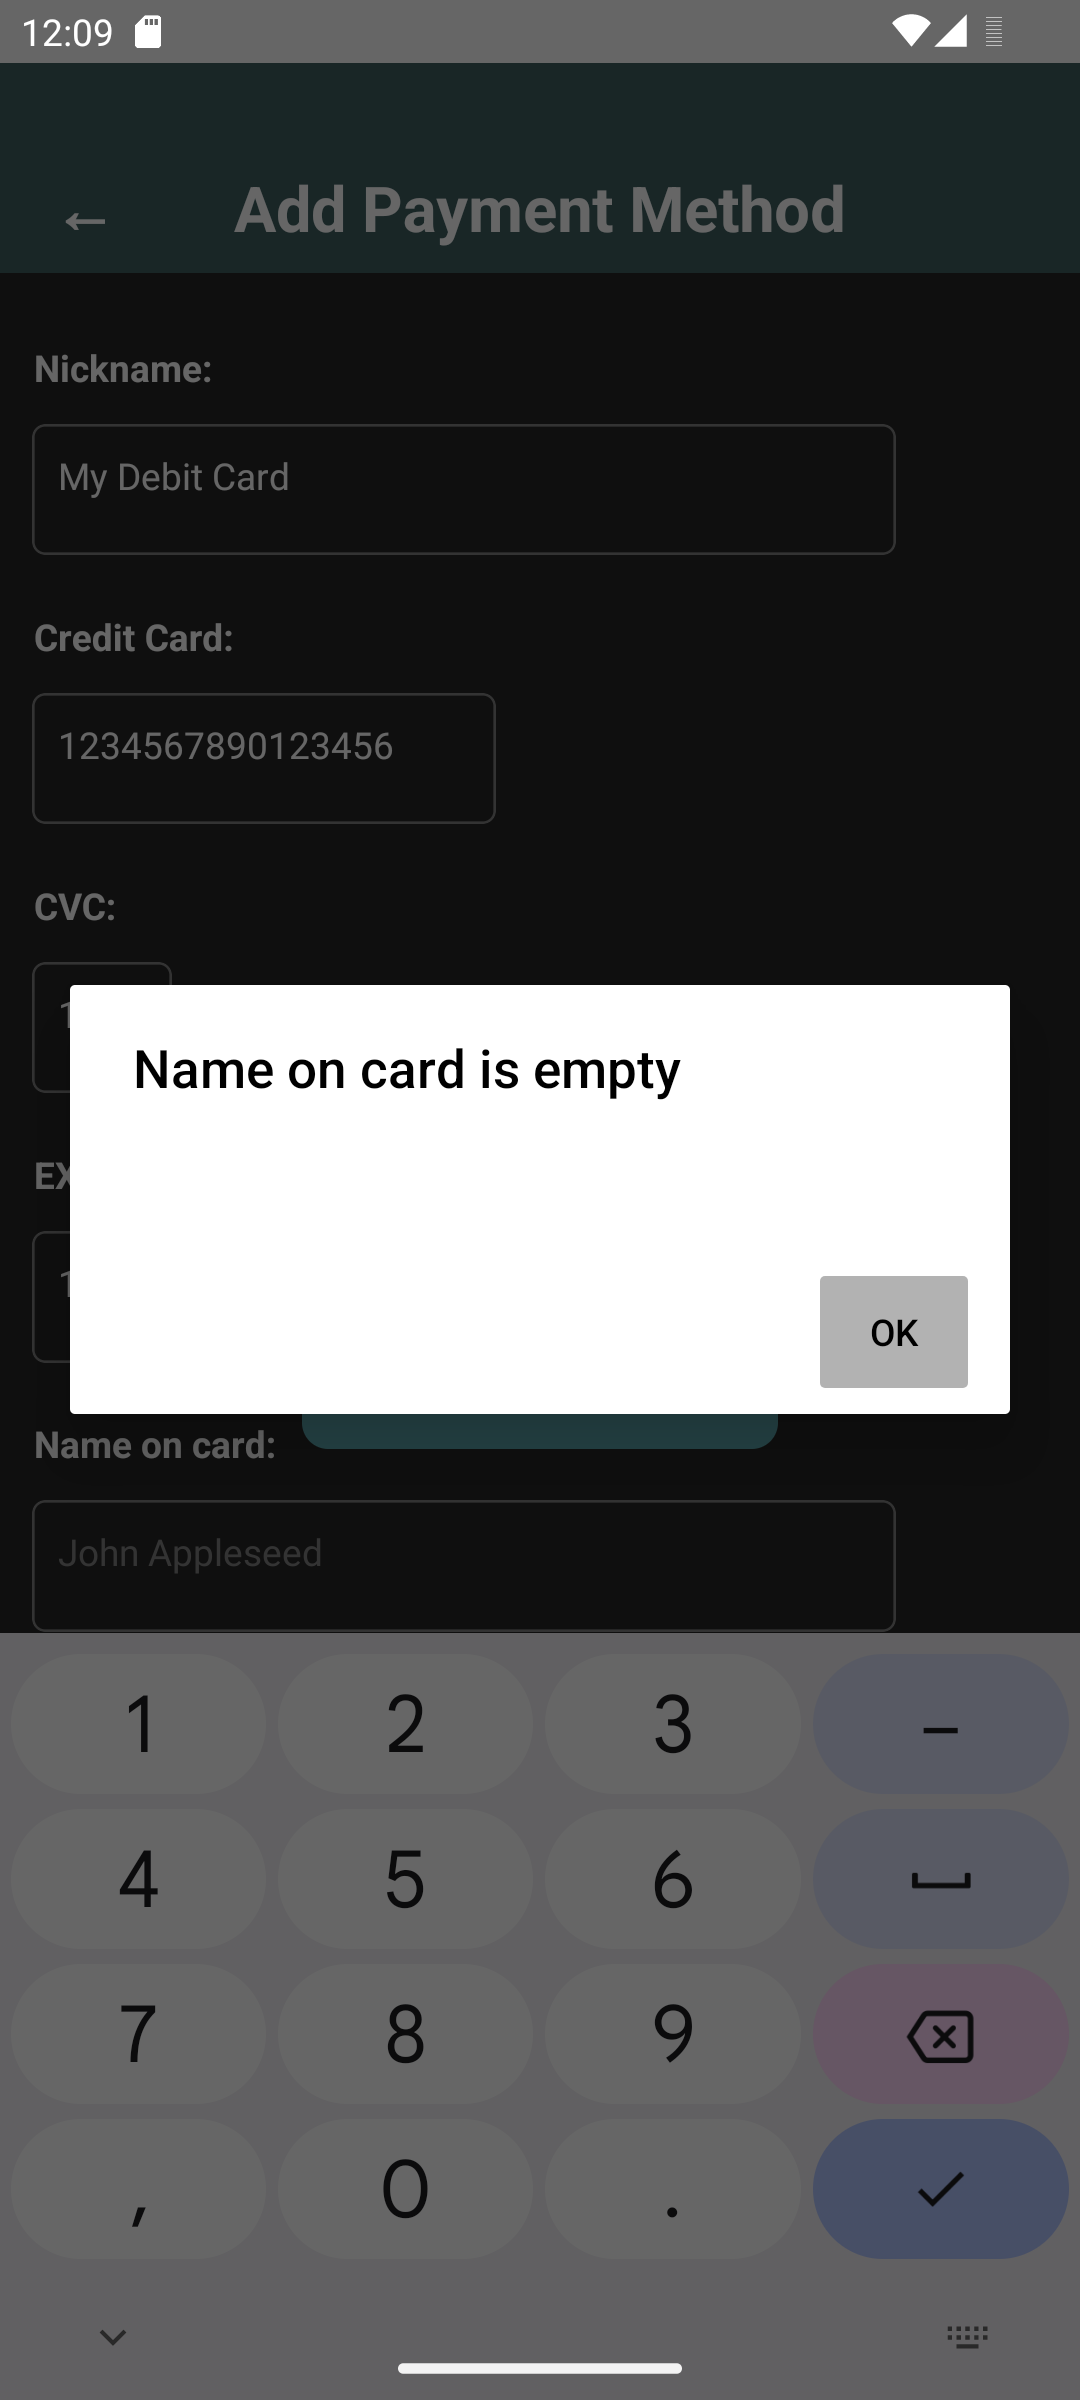 12:09
← Add Payment Method
Nickname:
My Debit Card
Credit Card:
1234567890123456
CVC:
1
Name on card is empty
EX
1
OK
Name on card:
John Appleseed
1 2 3 –
4 5 6
7 8 9
, 0 .